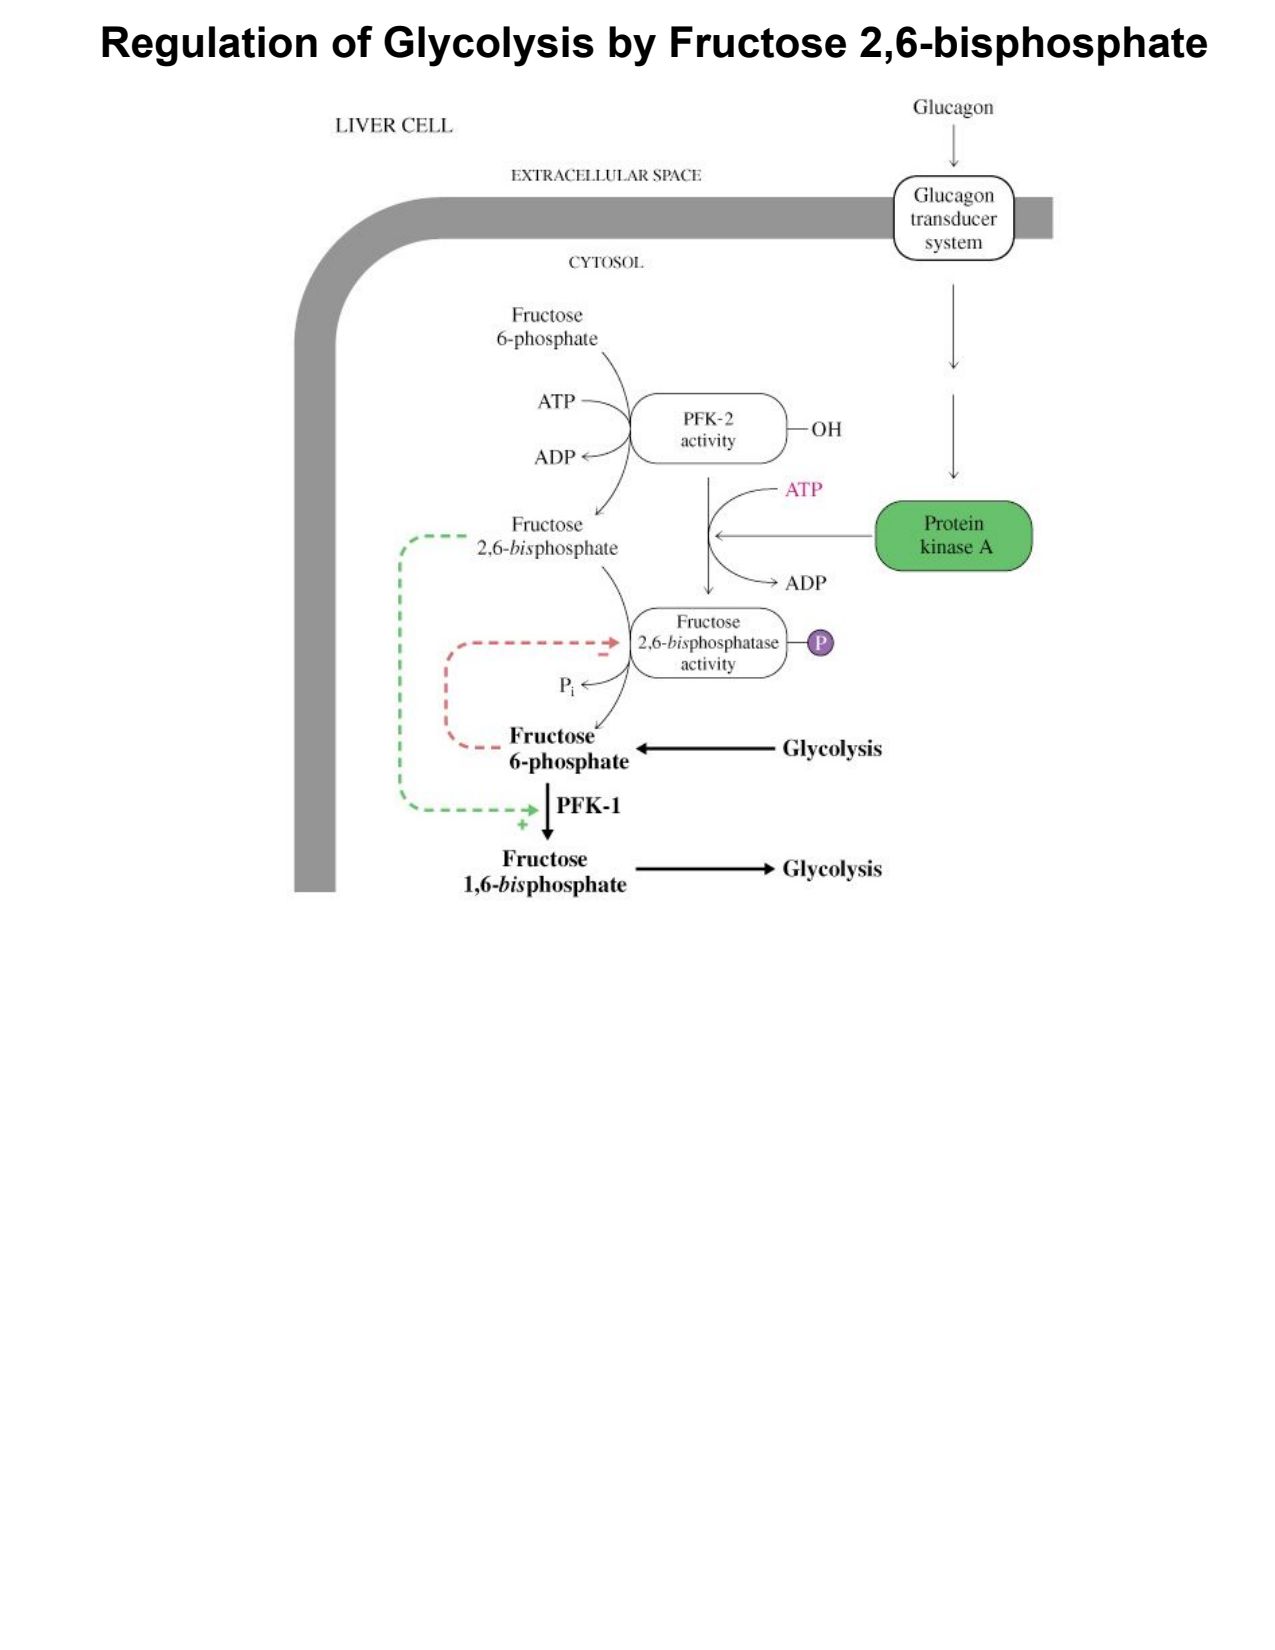 Regulation of Glycolysis by Fructose 2,6-bisphosphate
Glucagon
LIVER CELL
EXTRACELLULAR SPACE
Glucagon
transducer
system
CYTOSOL
Fructose
6-phosphate
ATP
PFK-2
activity
OH
ADP
ATP
Fructose
2,6-bisphosphate
Protein
kinase A
ADP
Fructose
2,6-bisphosphatase
activity
P
−
Pi
Fructose
6-phosphate
Glycolysis
PFK-1
+
Fructose
1,6-bisphosphate
Glycolysis